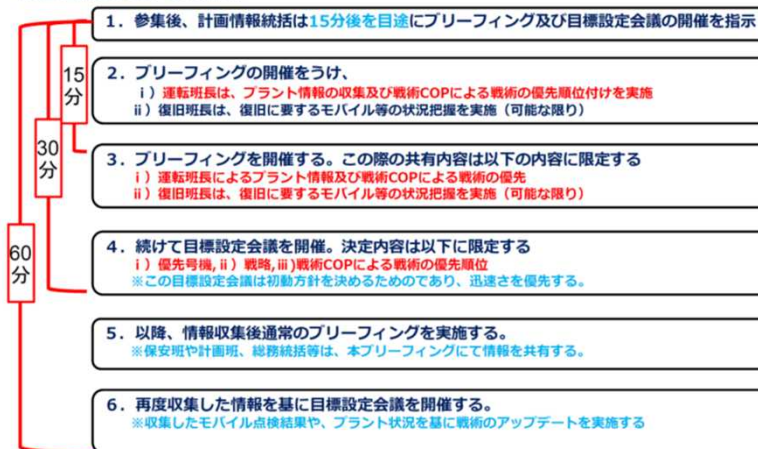 1．参集後、計画情報統括は15分後を目途にブリーフィング及び目標設定会議の開催を指示
15分
2．ブリーフィングの開催をうけ、
ⅰ）運転班長は、プラント情報の収集及び戦術COPによる戦術の優先順位付けを実施
ⅱ）復旧班長は、復旧に要するモバイル等の状況把握を実施（可能な限り）
30分
3．ブリーフィングを開催する。この際の共有内容は以下の内容に限定する
ⅰ）運転班長によるプラント情報及び戦術COPによる戦術の優先
ⅱ）復旧班長は、復旧に要するモバイル等の状況把握を実施（可能な限り）
60分
4．続けて目標設定会議を開催。決定内容は以下に限定する
ⅰ）優先号機,ⅱ）戦略,ⅲ)戦術COPによる戦術の優先順位
※この目標設定会議は初動方針を決めるためのであり、迅速さを優先する。
5．以降、情報収集後通常のブリーフィングを実施する。
※保安班や計画班、総務統括等は、本ブリーフィングにて情報を共有する。
6．再度収集した情報を基に目標設定会議を開催する。
※収集したモバイル点検結果や、プラント状況を基に戦術のアップデートを実施する